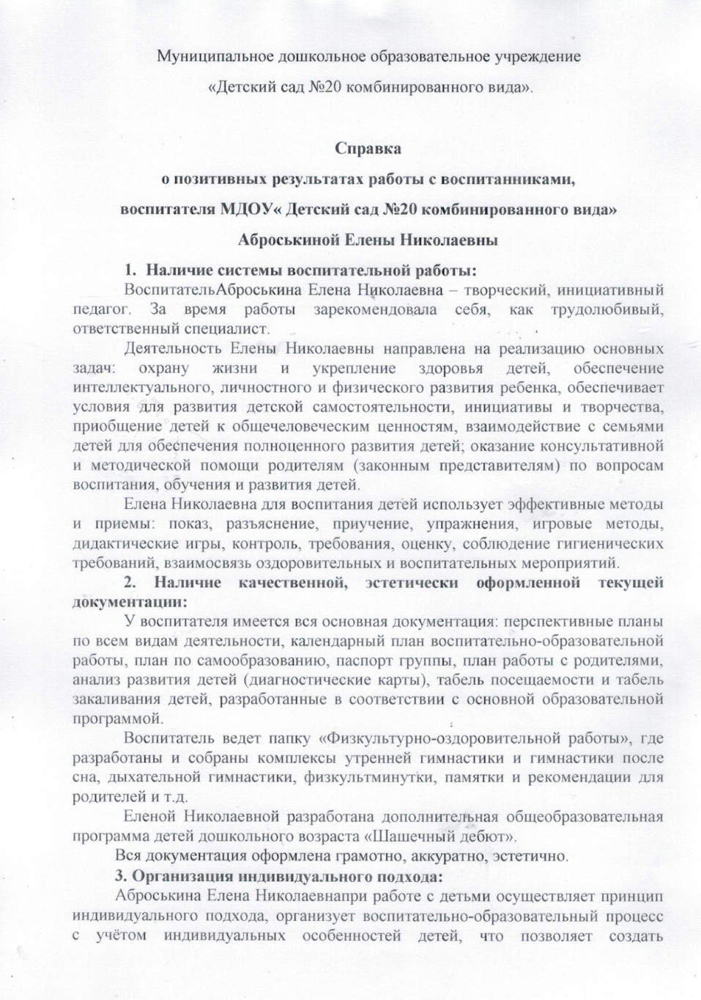 Муниципальное дошкольное образовательное учреждение
«Детский сад №20 комбинированного вида».
Справка
о позитивных результатах работы с воспитанниками,
воспитателя МДОУ« Детский сад №20 комбинированного вида»
Аброськиной Елены Николаевны
1. Наличие системы воспитательной работы:
ВоспитательАброськина Елена Николаевна – творческий, инициативный
педагог. За время работы зарекомендовала себя, как трудолюбивый,
ответственный специалист.
Деятельность Елены Николаевны направлена на реализацию основных
задач: охрану жизни и укрепление здоровья детей, обеспечение
интеллектуального, личностного и физического развития ребенка, обеспечивает
условия для развития детской самостоятельности, инициативы и творчества,
приобщение детей к общечеловеческим ценностям, взаимодействие с семьями
детей для обеспечения полноценного развития детей; оказание консультативной
и методической помощи родителям (законным представителям) по вопросам
воспитания, обучения и развития детей.
Елена Николаевна для воспитания детей использует эффективные методы
и приемы: показ, разъяснение, приучение, упражнения, игровые методы,
дидактические игры, контроль, требования, оценку, соблюдение гигиенических
требований, взаимосвязь оздоровительных и воспитательных мероприятий.
2. Наличие качественной, эстетически оформленной текущей
документации:
У воспитателя имеется вся основная документация: перспективные планы
по всем видам деятельности, календарный план воспитательно-образовательной
работы, план по самообразованию, паспорт группы, план работы с родителями,
анализ развития детей (диагностические карты), табель посещаемости и табель
закаливания детей, разработанные в соответствии с основной образовательной
программой.
Воспитатель ведет папку «Физкультурно-оздоровительной работы», где
разработаны и собраны комплексы утренней гимнастики и гимнастики после
сна, дыхательной гимнастики, физкультминутки, памятки и рекомендации для
родителей и т.д.
Еленой Николаевной разработана дополнительная общеобразовательная
программа детей дошкольного возраста «Шашечный дебют».
Вся документация оформлена грамотно, аккуратно, эстетично.
3. Организация индивидуального подхода:
Аброськина Елена Николаевнапри работе с детьми осуществляет принцип
индивидуального подхода, организует воспитательно-образовательный процесс
с учётом индивидуальных особенностей детей, что позволяет создать